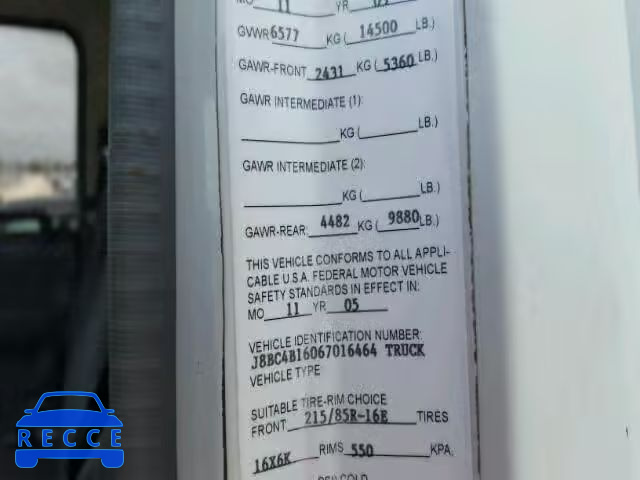 MO 11 YR
GVWR 6577 KG ( 14500 LB.)
GAWR-FRONT 2431 KG ( 5360 LB.)
GAWR INTERMEDIATE (1):
KG ( LB.)
GAWR INTERMEDIATE (2):
KG ( LB.)
GAWR-REAR: 4482 KG ( 9880 LB.)
THIS VEHICLE CONFORMS TO ALL APPLI-
CABLE U.S.A. FEDERAL MOTOR VEHICLE
SAFETY STANDARDS IN EFFECT IN:
MO 11 YR 05
VEHICLE IDENTIFICATION NUMBER:
J8BC4B16067016464 TRUCK
VEHICLE TYPE
SUITABLE TIRE-RIM CHOICE
FRONT 215/85R-16E TIRES
16X6K RIMS 550 KPA,
RECCE